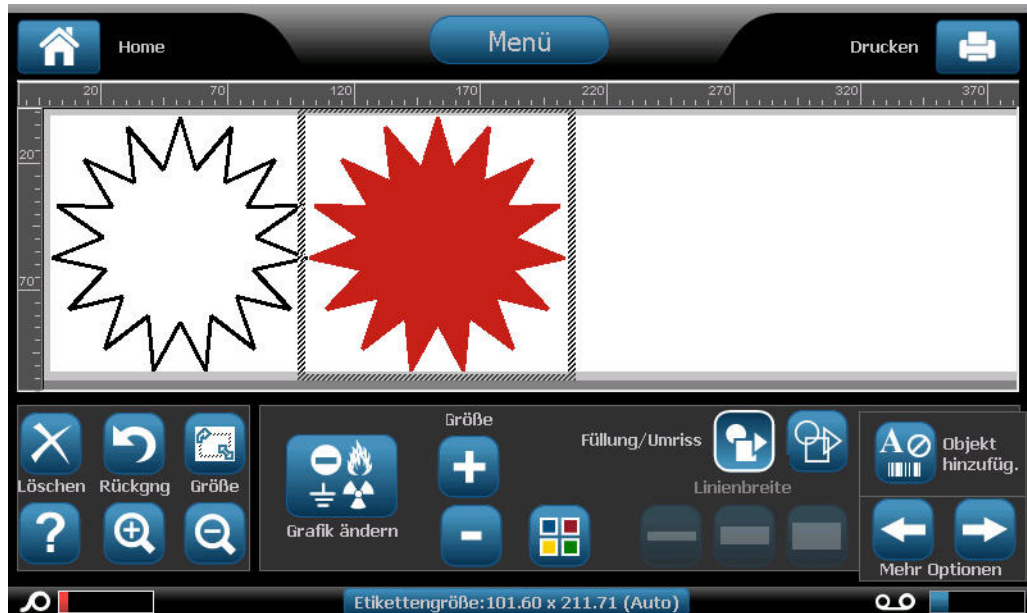 Home
Menü
Drucken
20 70 120 170 220 270 320 370
20
70
Löschen Rückgng Größe
Grafik ändern
Größe
Füllung/Umriss
Linienbreite
A
Objekt
hinzufüg.
?
Mehr Optionen
Etikettengröße:101.60 x 211.71 (Auto)